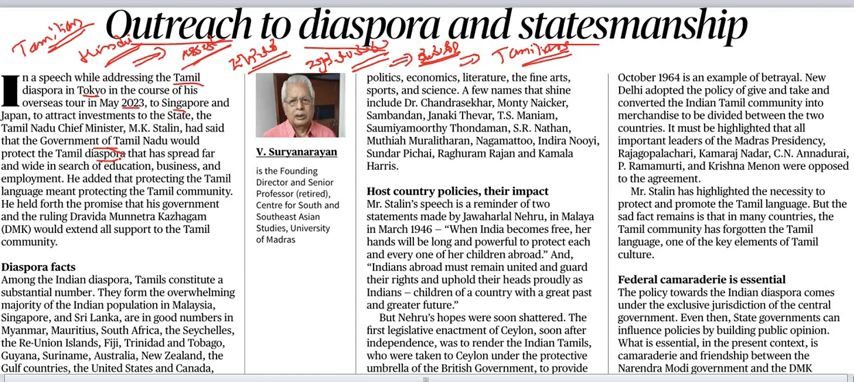 Outreach to diaspora and statesmanship
Tamilian
In a speech while addressing the Tamil
diaspora in Tokyo in the course of his
overseas tour in May 2023, to Singapore and
Japan, to attract investments to the State, the
Tamil Nadu Chief Minister, M.K. Stalin, had said
that the Government of Tamil Nadu would
protect the Tamil diaspora that has spread far
and wide in search of education, business, and
employment. He added that protecting the Tamil
language meant protecting the Tamil community.
He held forth the promise that his government
and the ruling Dravida Munnetra Kazhagam
(DMK) would extend all support to the Tamil
community.
Diaspora facts
Among the Indian diaspora, Tamils constitute a
substantial number. They form the overwhelming
majority of the Indian population in Malaysia,
Singapore, and Sri Lanka, are in good numbers in
Myanmar, Mauritius, South Africa, the Seychelles,
the Re-Union Islands, Fiji, Trinidad and Tobago,
Guyana, Suriname, Australia, New Zealand, the
Gulf countries, the United States and Canada,
V. Suryanarayan
is the Founding
Director and Senior
Professor (retired),
Centre for South and
Southeast Asian
Studies, University
of Madras
Tamilians
politics, economics, literature, the fine arts,
sports, and science. A few names that shine
include Dr. Chandrasekhar, Monty Naicker,
Sambandan, Janaki Thevar, T.S. Maniam,
Saumiyamoorthy Thondaman, S.R. Nathan,
Muthiah Muralitharan, Nagamattoo, Indira Nooyi,
Sundar Pichai, Raghuram Rajan and Kamala
Harris.
Host country policies, their impact
Mr. Stalin's speech is a reminder of two
statements made by Jawaharlal Nehru, in Malaya
in March 1946 – "When India becomes free, her
hands will be long and powerful to protect each
and every one of her children abroad." And,
"Indians abroad must remain united and guard
their rights and uphold their heads proudly as
Indians – children of a country with a great past
and greater future."
But Nehru's hopes were soon shattered. The
first legislative enactment of Ceylon, soon after
independence, was to render the Indian Tamils,
who were taken to Ceylon under the protective
umbrella of the British Government, to provide
October 1964 is an example of betrayal. New
Delhi adopted the policy of give and take and
converted the Indian Tamil community into
merchandise to be divided between the two
countries. It must be highlighted that all
important leaders of the Madras Presidency,
Rajagopalachari, Kamaraj Nadar, C.N. Annadurai,
P. Ramamurti, and Krishna Menon were opposed
to the agreement.
Mr. Stalin has highlighted the necessity to
protect and promote the Tamil language. But the
sad fact remains is that in many countries, the
Tamil community has forgotten the Tamil
language, one of the key elements of Tamil
culture.
Federal camaraderie is essential
The policy towards the Indian diaspora comes
under the exclusive jurisdiction of the central
government. Even then, State governments can
influence policies by building public opinion.
What is essential, in the present context, is
camaraderie and friendship between the
Narendra Modi government and the DMK